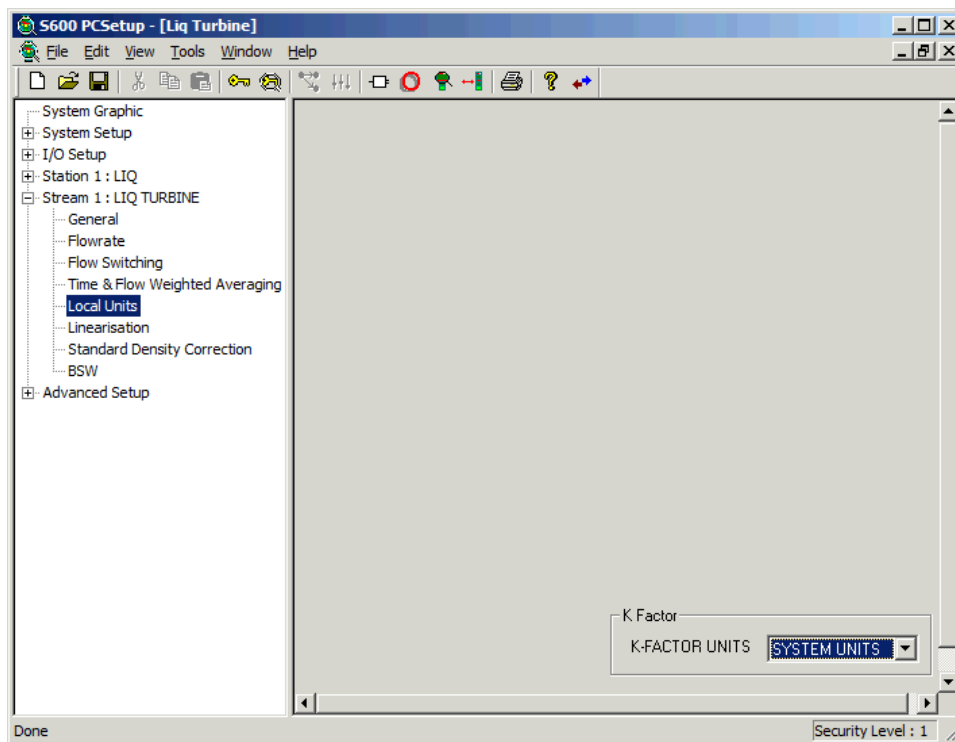 S600 PCSetup - [Liq Turbine]
File Edit View Tools Window Help
System Graphic
System Setup
I/O Setup
Station 1 : LIQ
Stream 1 : LIQ TURBINE
General
Flowrate
Flow Switching
Time & Flow Weighted Averaging
Local Units
Linearisation
Standard Density Correction
BSW
Advanced Setup
K Factor
K-FACTOR UNITS SYSTEM UNITS
Done Security Level : 1